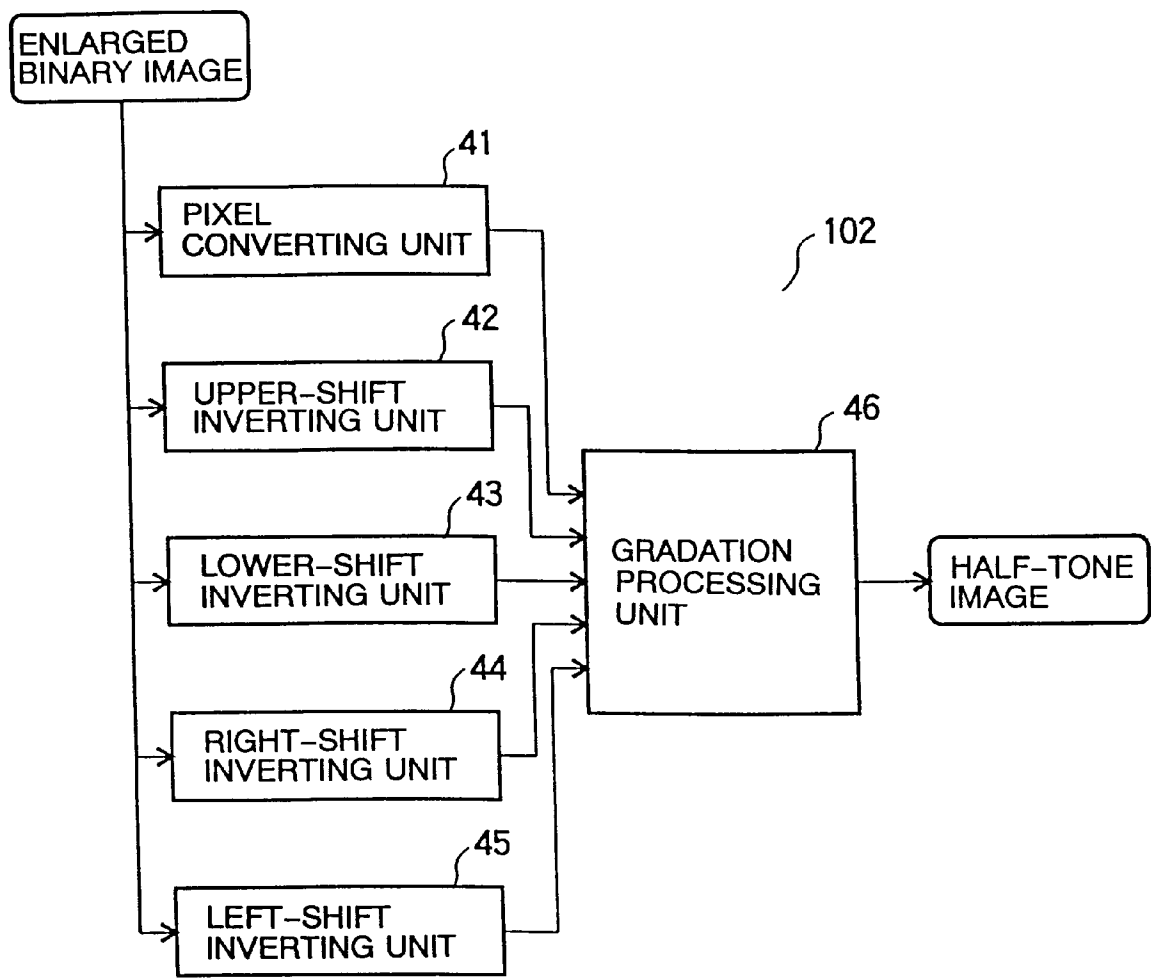 ENLARGED
BINARY IMAGE
41
PIXEL
CONVERTING UNIT
102
42
UPPER-SHIFT
INVERTING UNIT
46
43
LOWER-SHIFT
INVERTING UNIT
GRADATION
PROCESSING
UNIT
HALF-TONE
IMAGE
44
RIGHT-SHIFT
INVERTING UNIT
45
LEFT-SHIFT
INVERTING UNIT